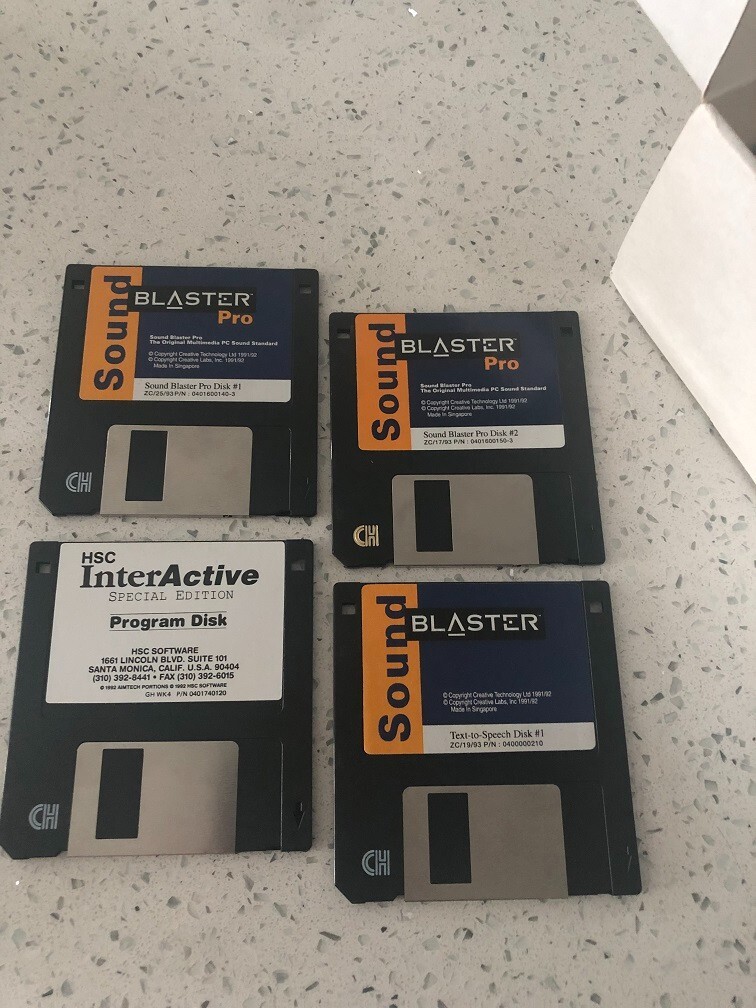 Sound
BLASTER
Pro
Sound Blaster Pro
The Original Multimedia PC Sound Standard
© Copyright Creative Technology Ltd 1991/92
© Copyright Creative Labs, Inc. 1991/92
Made In Singapore
Sound Blaster Pro Disk #1
ZC/25/93 P/N : 0401600140-3
CH
Sound
BLASTER
Pro
Sound Blaster Pro
The Original Multimedia PC Sound Standard
© Copyright Creative Technology Ltd 1991/92
© Copyright Creative Labs, Inc. 1991/92
Made In Singapore
Sound Blaster Pro Disk #2
ZC/17/93 P/N : 0401600150-3
CH
HSC
InterActive
SPECIAL EDITION
Program Disk
HSC SOFTWARE
1661 LINCOLN BLVD. SUITE 101
SANTA MONICA, CALIF. U.S.A. 90404
(310) 392-8441 • FAX (310) 392-6015
© 1992 AIMTECH PORTIONS © 1992 HSC SOFTWARE
GH WK4 P/N 0401740120
CH
Sound
BLASTER
© Copyright Creative Technology Ltd 1991/92
© Copyright Creative Labs, Inc 1991/92
Made In Singapore
Text-to-Speech Disk #1
ZC/19/93 P/N : 0400000210
CH